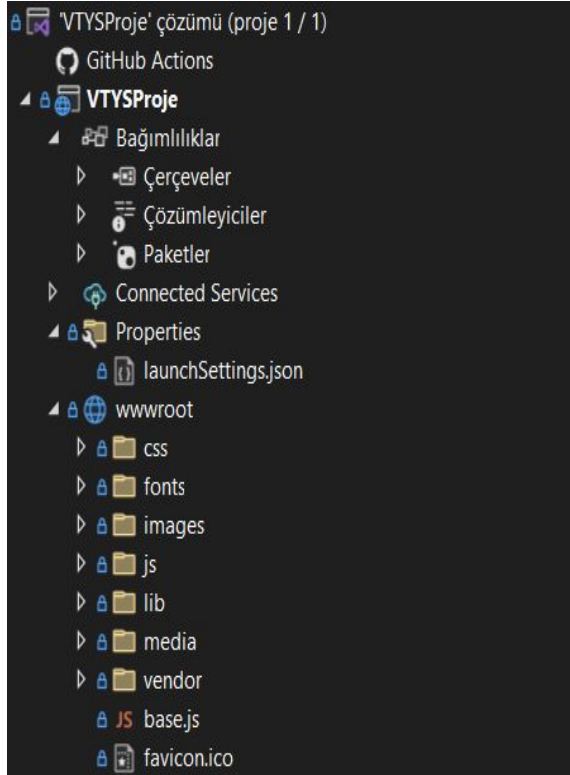 'VTYSProje' çözümü (proje 1 / 1)
GitHub Actions
VTYSProje
Bağımlılıklar
Çerçeveler
Çözümleyiciler
Paketler
Connected Services
Properties
launchSettings.json
wwwroot
css
fonts
images
js
lib
media
vendor
JS base.js
favicon.ico